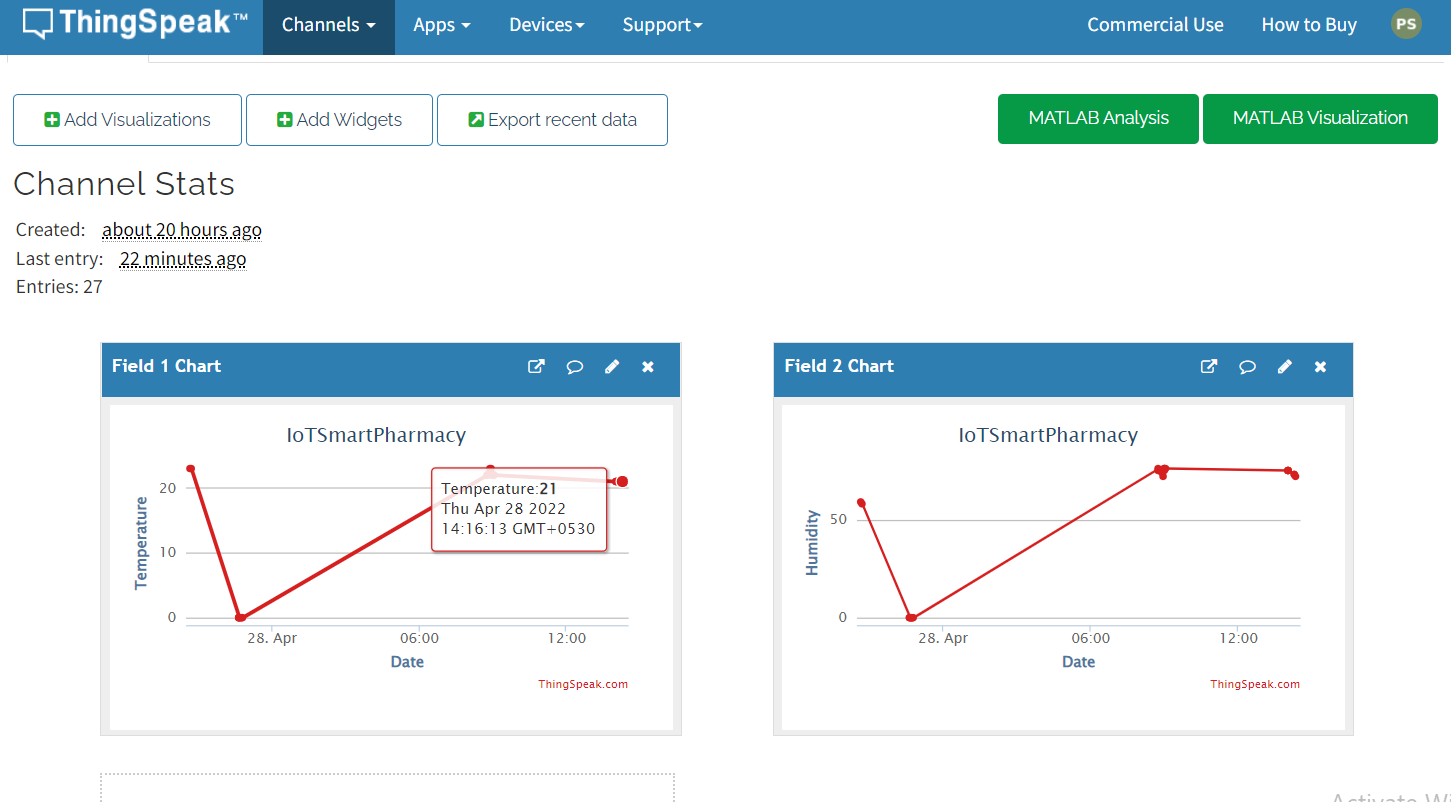 ThingSpeak™ Channels Apps Devices Support Commercial Use How to Buy PS
Add Visualizations Add Widgets Export recent data MATLAB Analysis MATLAB Visualization
Channel Stats
Created: about 20 hours ago
Last entry: 22 minutes ago
Entries: 27
Field 1 Chart
IoTSmartPharmacy
Temperature
20
10
0
Temperature:21
Thu Apr 28 2022
14:16:13 GMT+0530
28. Apr 06:00 12:00
Date
ThingSpeak.com
Field 2 Chart
IoTSmartPharmacy
Humidity
50
0
28. Apr 06:00 12:00
Date
ThingSpeak.com